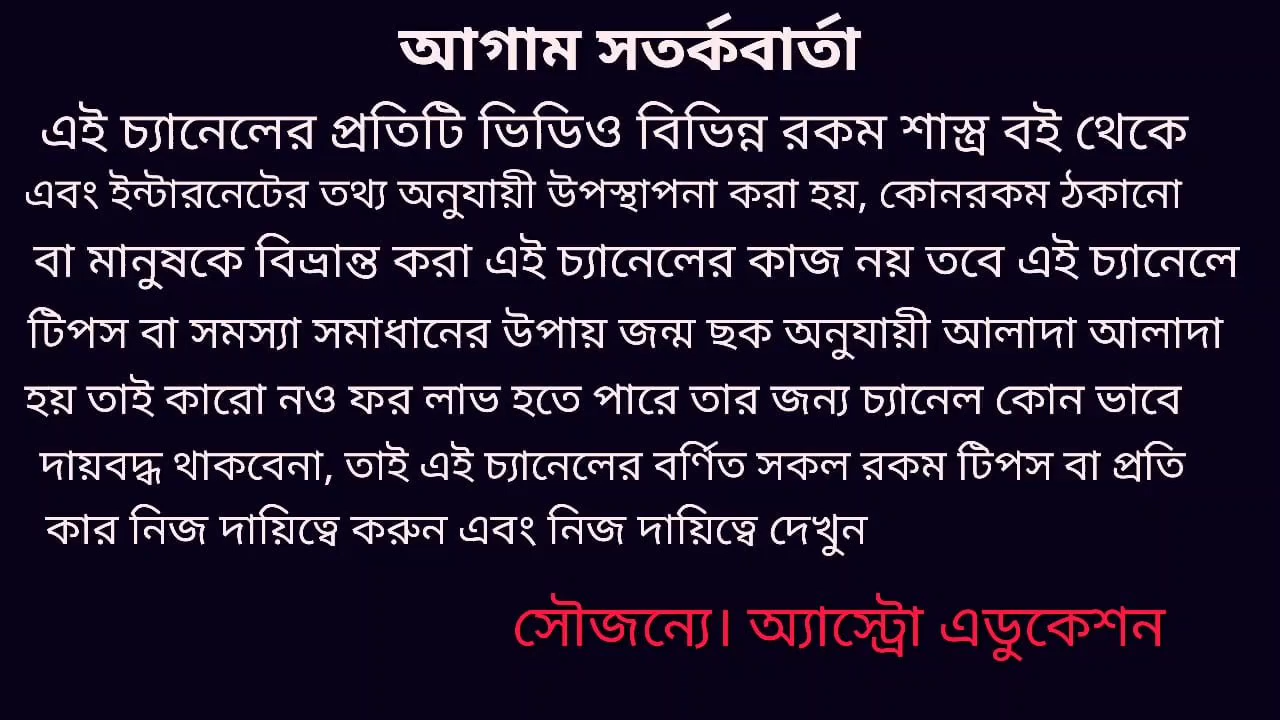 আগাম সতর্কবার্তা
এই চ্যানেলের প্রতিটি ভিডিও বিভিন্ন রকম শাস্ত্র বই থেকে
এবং ইন্টারনেটের তথ্য অনুযায়ী উপস্থাপনা করা হয়, কোনরকম ঠকানো
বা মানুষকে বিভ্রান্ত করা এই চ্যানেলের কাজ নয় তবে এই চ্যানেলে
টিপস বা সমস্যা সমাধানের উপায় জন্ম ছক অনুযায়ী আলাদা আলাদা
হয় তাই কারো নও ফর লাভ হতে পারে তার জন্য চ্যানেল কোন ভাবে
দায়বদ্ধ থাকবেনা, তাই এই চ্যানেলের বর্ণিত সকল রকম টিপস বা প্রতি
কার নিজ দায়িত্বে করুন এবং নিজ দায়িত্বে দেখুন
সৌজন্যে। অ্যাস্ট্রো এডুকেশন